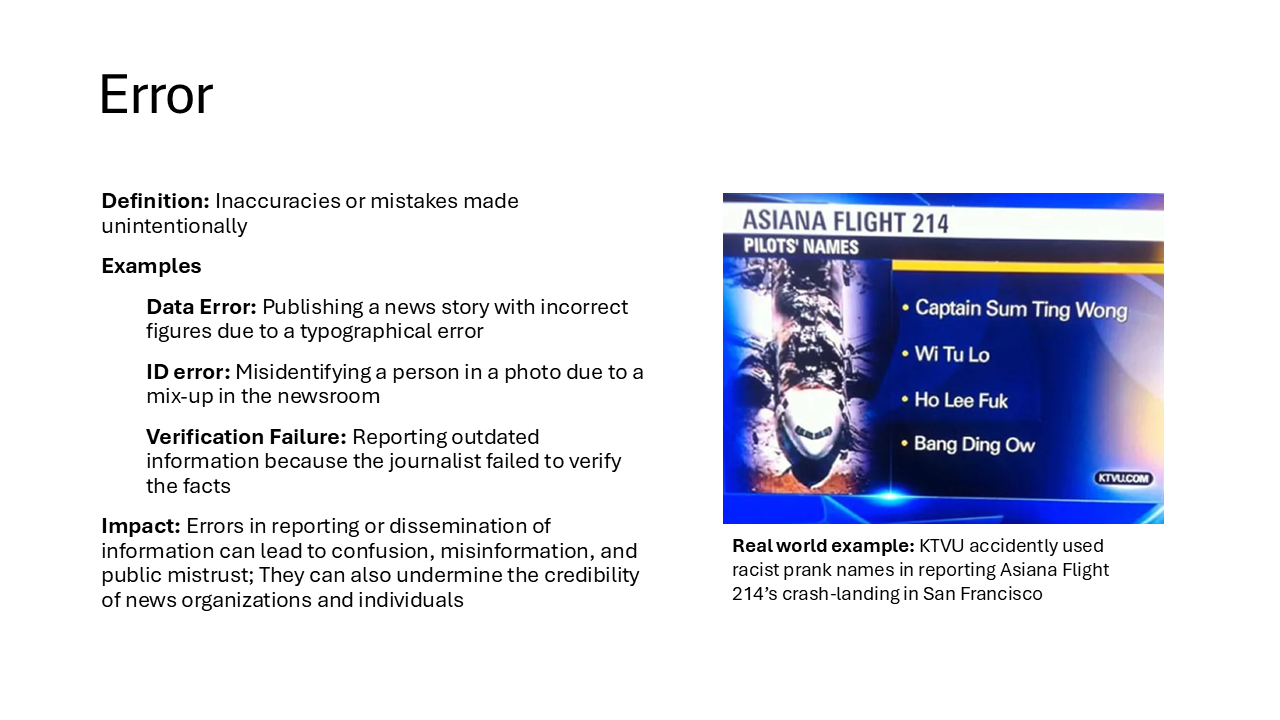 Error
Definition: Inaccuracies or mistakes made
unintentionally
Examples
Data Error: Publishing a news story with incorrect
figures due to a typographical error
ID error: Misidentifying a person in a photo due to a
mix-up in the newsroom
Verification Failure: Reporting outdated
information because the journalist failed to verify
the facts
Impact: Errors in reporting or dissemination of
information can lead to confusion, misinformation, and
public mistrust; They can also undermine the credibility
of news organizations and individuals
ASIANA FLIGHT 214
PILOTS' NAMES
• Captain Sum Ting Wong
• Wi Tu Lo
• Ho Lee Fuk
• Bang Ding Ow
KTVU.COM
Real world example: KTVU accidently used
racist prank names in reporting Asiana Flight
214’s crash-landing in San Francisco